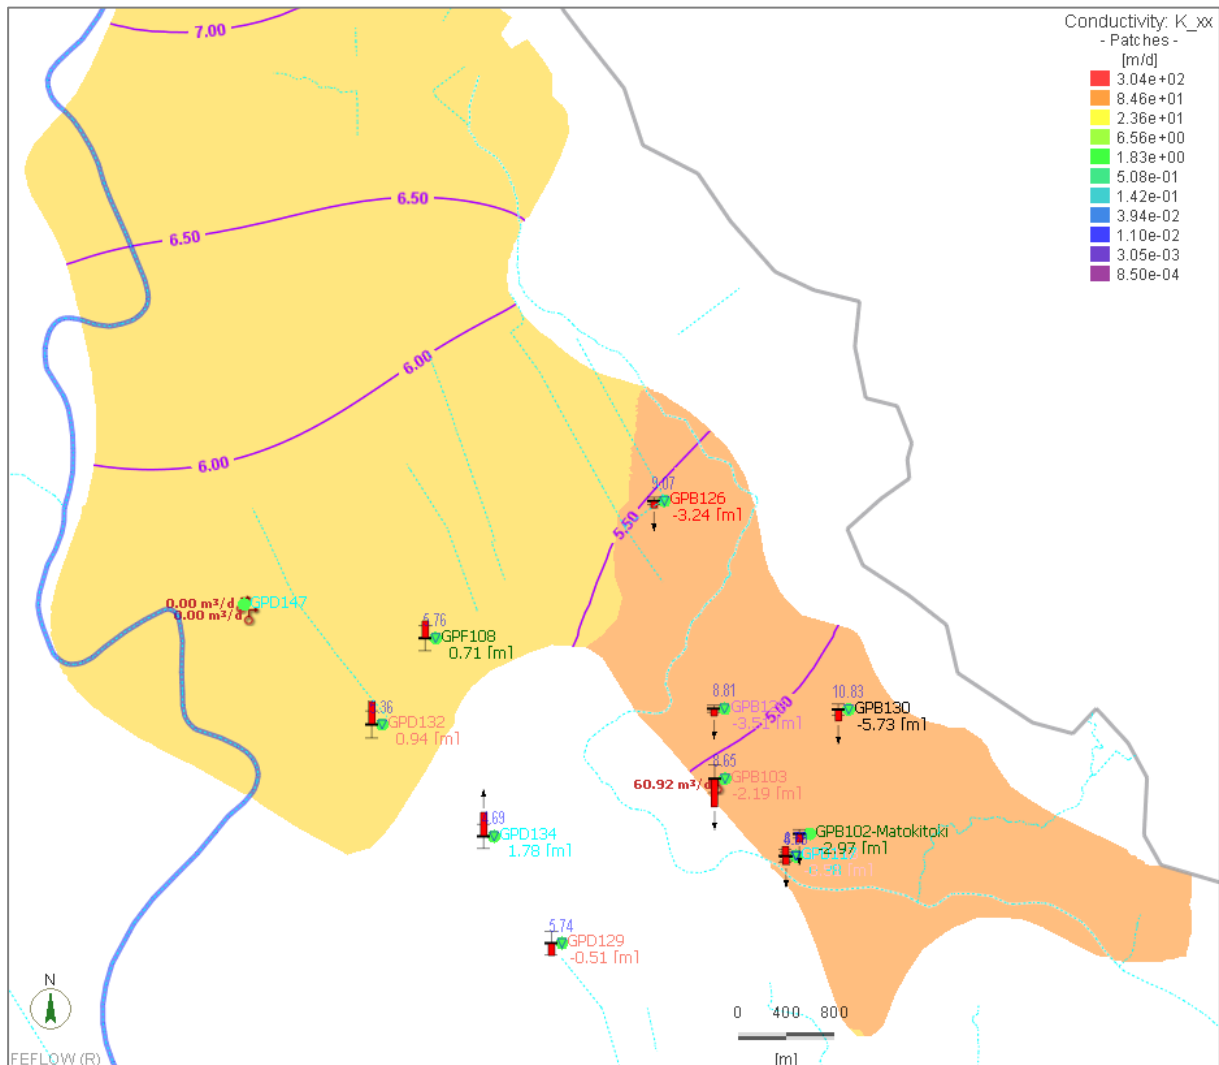 Conductivity: K_xx
- Patches -
[m/d]
3.04e+02
8.46e+01
2.36e+01
6.56e+00
1.83e+00
5.08e-01
1.42e-01
3.94e-02
1.10e-02
3.05e-03
8.50e-04
7.00
6.50
6.50
6.00
6.00
9.07
GPB126
-3.24 [m]
5.50
0.00 m³/d
GPD147
0.00 m³/d
GPF108
0.71 [m]
8.81
10.83
GPB130
-3.51 [m]
-5.73 [m]
5.00
GPD132
0.94 [m]
8.65
GPB103
60.92 m³/d
-2.19 [m]
GPD134
1.78 [m]
GPB102-Matokitoki
-2.97 [m]
5.74
GPD129
-0.51 [m]
N
0 400 800
[m]
FEFLOW (R)